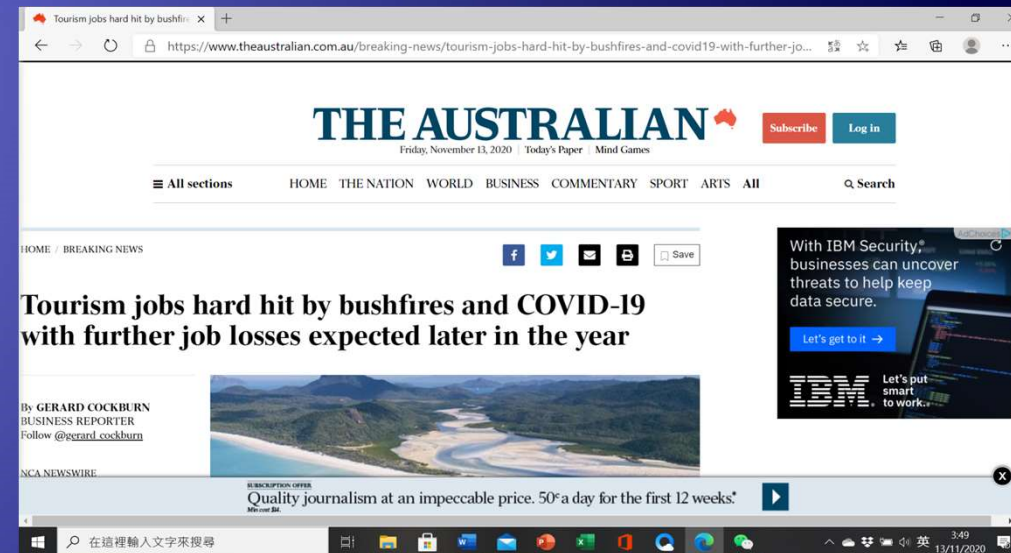 Tourism jobs hard hit by bushfir
https://www.theaustralian.com.au/breaking-news/tourism-jobs-hard-hit-by-bushfires-and-covid19-with-further-jo...
THE AUSTRALIAN
Friday, November 13, 2020 | Today's Paper | Mind Games
Subscribe
Log in
All sections HOME THE NATION WORLD BUSINESS COMMENTARY SPORT ARTS All Search
HOME / BREAKING NEWS
Save
AdChoices
With IBM Security,
businesses can uncover
threats to help keep
data secure.
Let's get to it →
IBM.
Let's put
smart
to work.
Tourism jobs hard hit by bushfires and COVID-19
with further job losses expected later in the year
By GERARD COCKBURN
BUSINESS REPORTER
Follow @gerard_cockburn
NCA NEWSWIRE
SUBSCRIPTION OFFER
Quality journalism at an impeccable price. 50c a day for the first 12 weeks.*
Min cost $14.
在這裡輸入文字來搜尋
英
3:49
13/11/2020